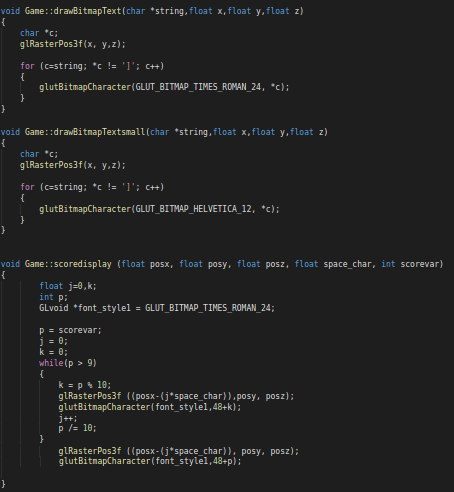 void Game::drawBitmapText(char *string,float x,float y,float z)
{
    char *c;
    glRasterPos3f(x, y,z);
    for (c=string; *c != ']'; c++)
    {
        glutBitmapCharacter(GLUT_BITMAP_TIMES_ROMAN_24, *c);
    }
}
void Game::drawBitmapTextsmall(char *string,float x,float y,float z)
{
    char *c;
    glRasterPos3f(x, y,z);
    for (c=string; *c != ']'; c++)
    {
        glutBitmapCharacter(GLUT_BITMAP_HELVETICA_12, *c);
    }
}
void Game::scoredisplay (float posx, float posy, float posz, float space_char, int scorevar)
{
        float j=0,k;
        int p;
        GLvoid *font_style1 = GLUT_BITMAP_TIMES_ROMAN_24;
        p = scorevar;
        j = 0;
        k = 0;
        while(p > 9)
        {
            k = p % 10;
            glRasterPos3f ((posx-(j*space_char)),posy, posz);
            glutBitmapCharacter(font_style1,48+k);
            j++;
            p /= 10;
        }
            glRasterPos3f ((posx-(j*space_char)), posy, posz);
            glutBitmapCharacter(font_style1,48+p);
}